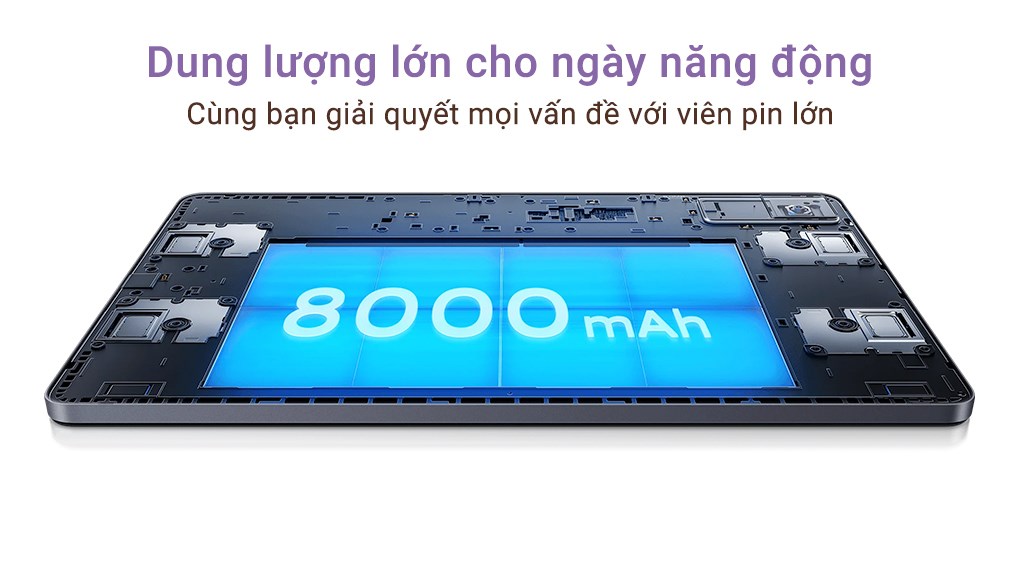 Dung lượng lớn cho ngày năng động
Cùng bạn giải quyết mọi vấn đề với viên pin lớn
8000 mAh